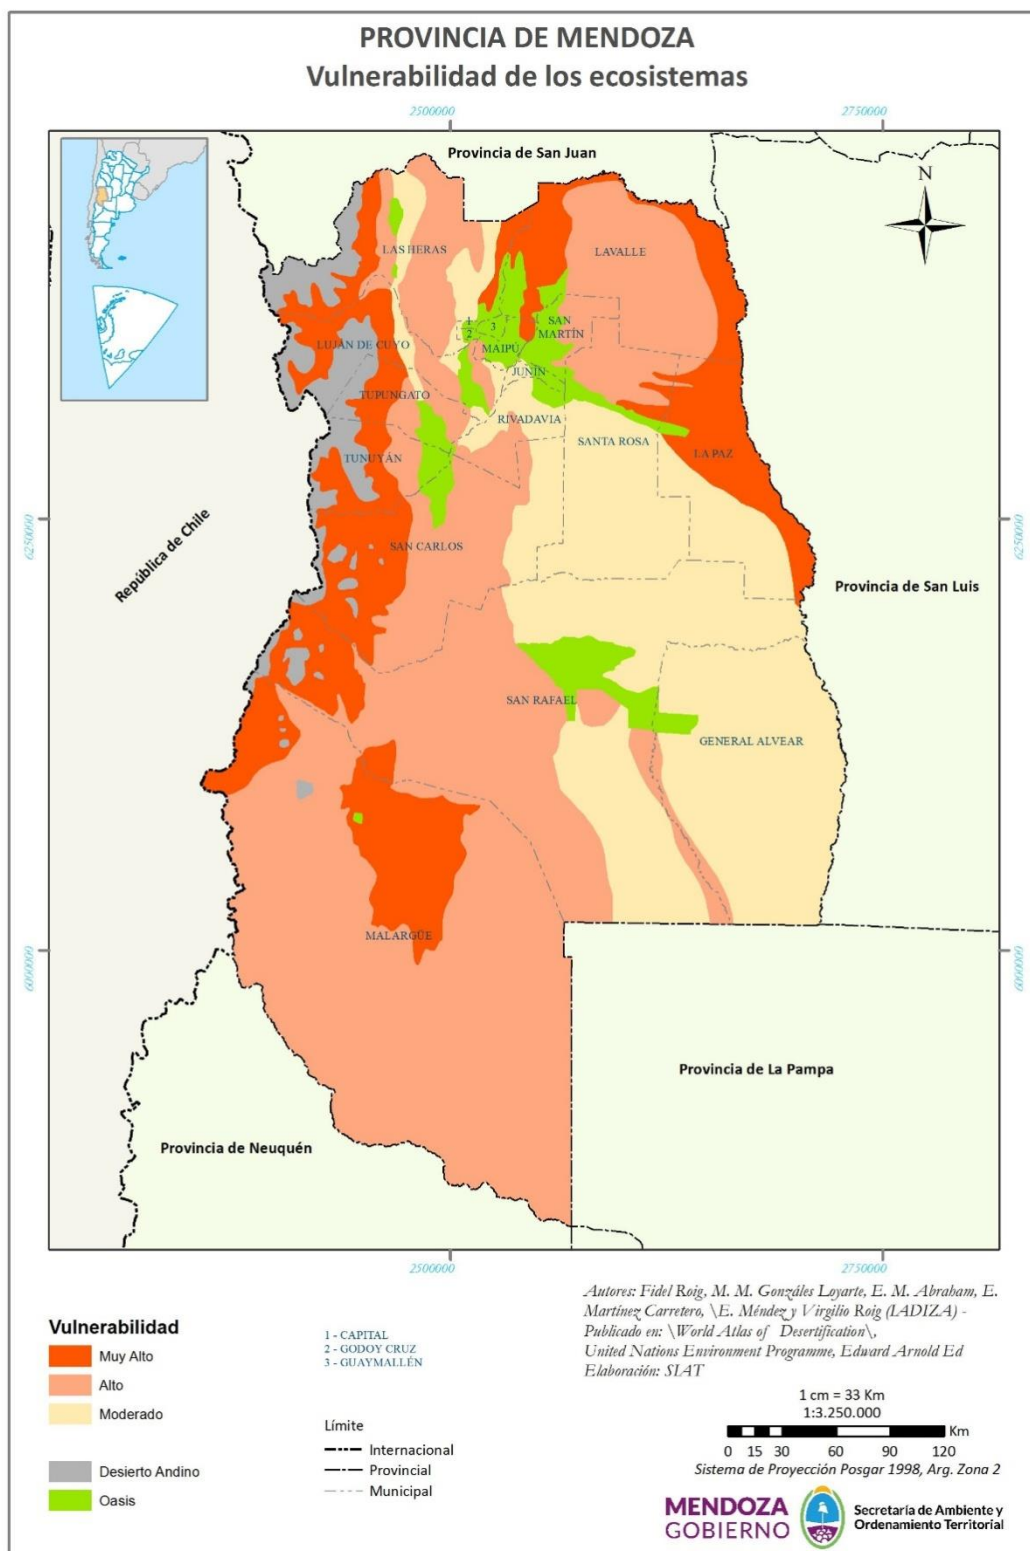 PROVINCIA DE MENDOZA
Vulnerabilidad de los ecosistemas
2500000
2750000
Provincia de San Juan
N
LAS HERAS
LAVALLE
1
2
3
SAN
MARTÍN
LUJÁN DE CUYO
MAIPÚ
JUNÍN
TUPUNGATO
RIVADAVIA
SANTA ROSA
TUNUYÁN
LA PAZ
6250000
6250000
SAN CARLOS
República de Chile
Provincia de San Luis
SAN RAFAEL
GENERAL ALVEAR
MALARGÜE
6000000
6000000
Provincia de La Pampa
Provincia de Neuquén
2500000
2750000
Autores: Fidel Roig, M. M. Gonzáles Loyarte, E. M. Abraham, E.
Martínez Carretero, \E. Méndez y Virgilio Roig (IADIZA) -
Publicado en: \World Atlas of Desertification\,
United Nations Environment Programme, Edward Arnold Ed
Elaboración: SIAT
Vulnerabilidad
Muy Alto
Alto
Moderado
Desierto Andino
Oasis
1 - CAPITAL
2 - GODOY CRUZ
3 - GUAYMALLÉN
Límite
Internacional
Provincial
Municipal
1 cm = 33 Km
1:3.250.000
Km
0 15 30 60 90 120
Sistema de Proyección Posgar 1998, Arg. Zona 2
MENDOZA
GOBIERNO
Secretaría de Ambiente y
Ordenamiento Territorial